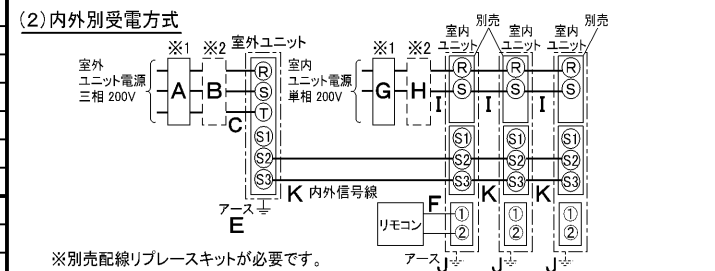 (2)内外別受電方式
※1 ※2 室外ユニット
室外
ユニット電源
三相 200V
A B
R
S
T
C
S1
S2
S3
アース
E
※1 ※2
室内
ユニット電源
単相 200V
G H
室内
ユニット
別売
室内
ユニット
室内
ユニット
別売
R R R
S S S
I I I
S1 S1 S1
S2 S2 S2
S3 S3 S3
K 内外信号線
F K K
リモコン
① ① ①
② ② ②
アース J J J
※別売配線リプレースキットが必要です。